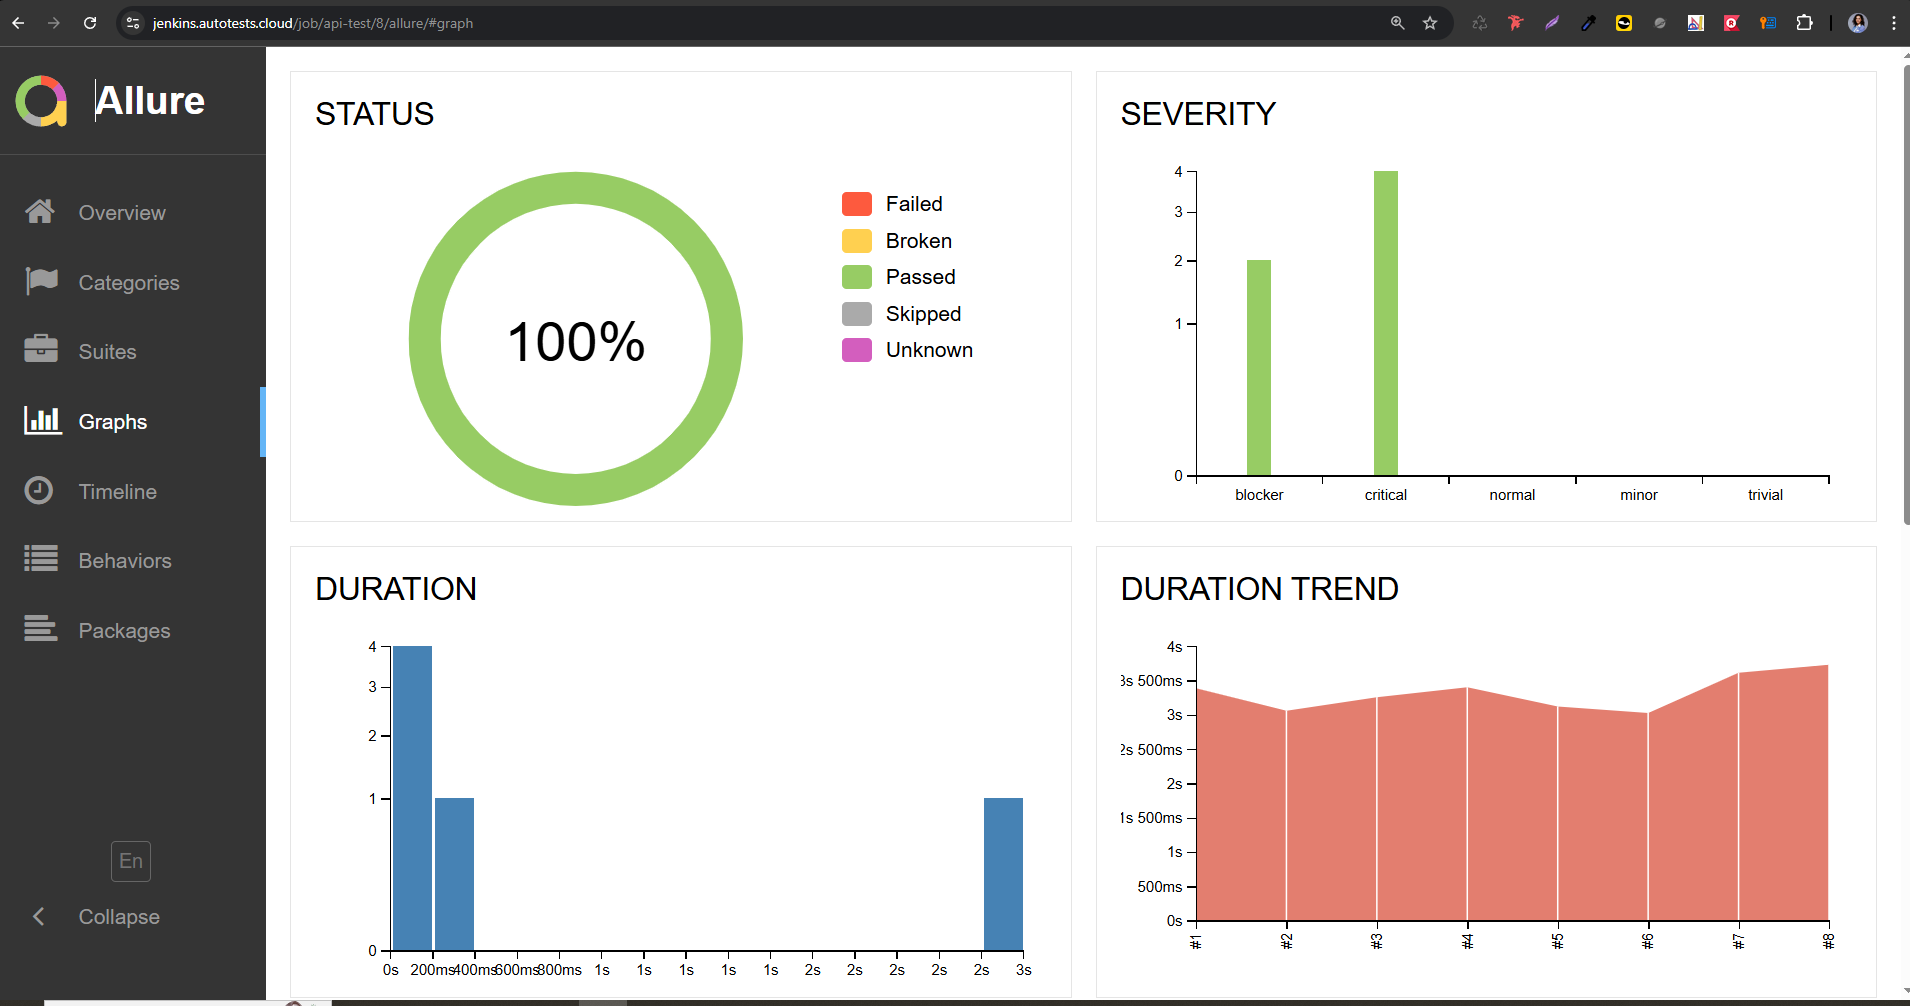 jenkins.autotests.cloud/job/api-test/8/allure/#graph
Allure
Overview
Categories
Suites
Graphs
Timeline
Behaviors
Packages
En
Collapse
STATUS
100%
Failed
Broken
Passed
Skipped
Unknown
SEVERITY
4
3
2
1
0
blocker critical normal minor trivial
DURATION
4
3
2
1
0
0s 200ms 400ms 600ms 800ms 1s 1s 1s 1s 1s 2s 2s 2s 2s 2s 3s
DURATION TREND
4s
3s 500ms
3s
2s 500ms
2s
1s 500ms
1s
500ms
0s
#1 #2 #3 #4 #5 #6 #7 #8